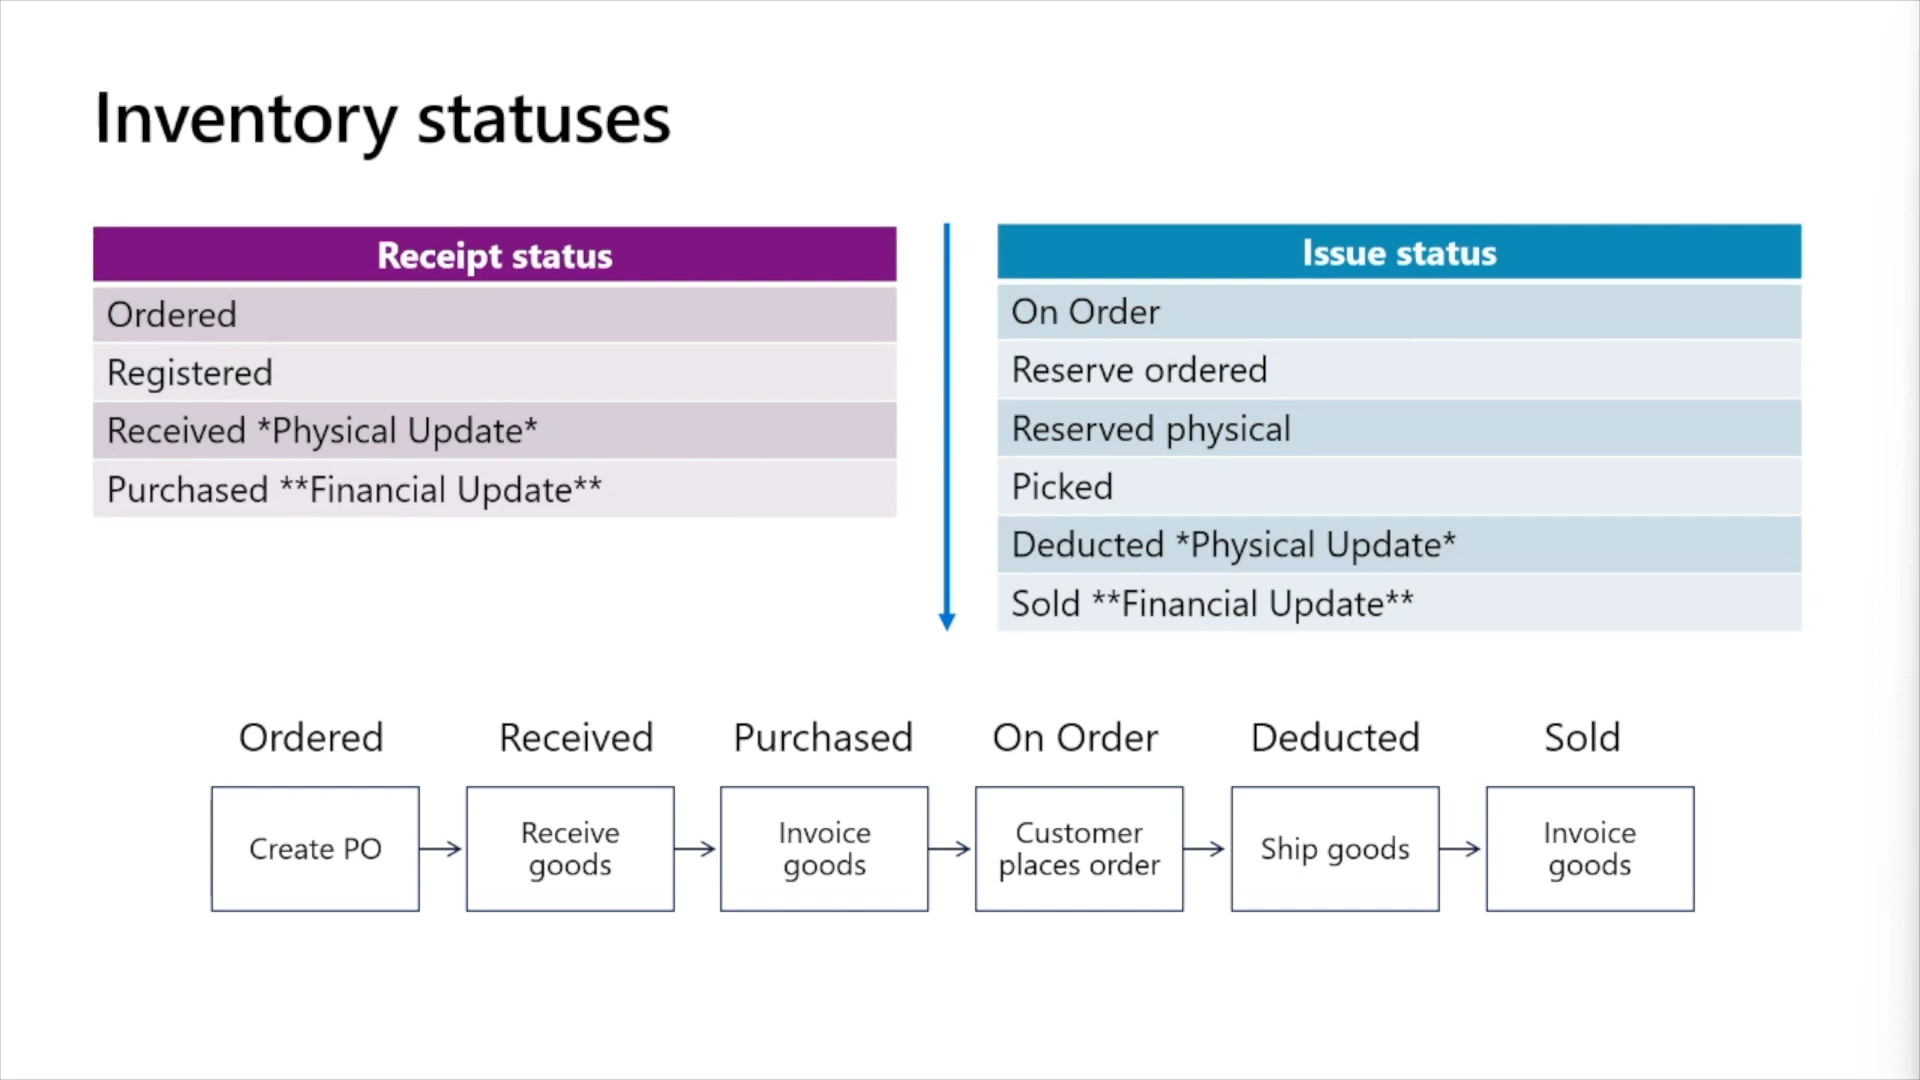 Inventory statuses
Receipt status
Ordered
Registered
Received *Physical Update*
Purchased **Financial Update**
Issue status
On Order
Reserve ordered
Reserved physical
Picked
Deducted *Physical Update*
Sold **Financial Update**
Ordered
Received
Purchased
On Order
Deducted
Sold
Create PO
Receive
goods
Invoice
goods
Customer
places order
Ship goods
Invoice
goods